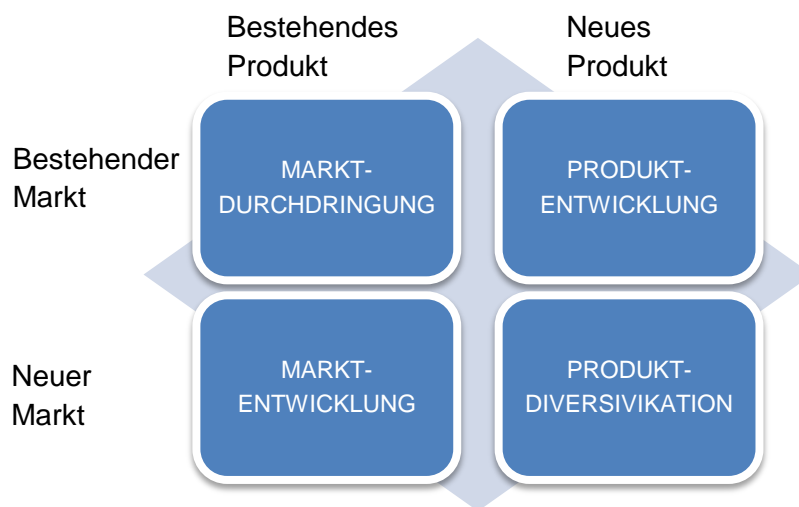 Bestehendes
Produkt
Neues
Produkt
Bestehender
Markt
MARKT-
DURCHDRINGUNG
PRODUKT-
ENTWICKLUNG
Neuer
Markt
MARKT-
ENTWICKLUNG
PRODUKT-
DIVERSIVIKATION